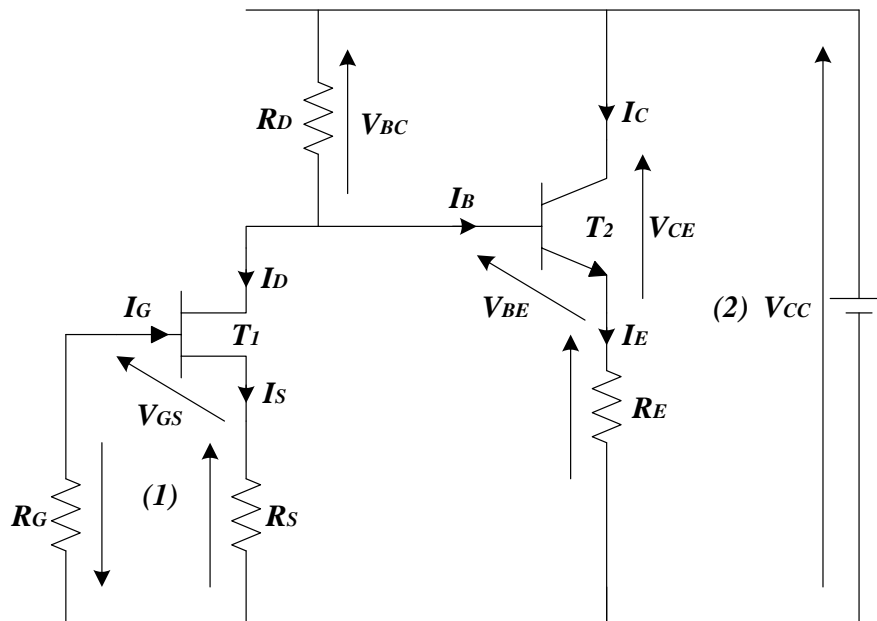 RD
VBC
IC
IB
T2
VCE
ID
VBE
IG
T1
(2) VCC
IE
IS
VGS
RE
(1)
RG
RS